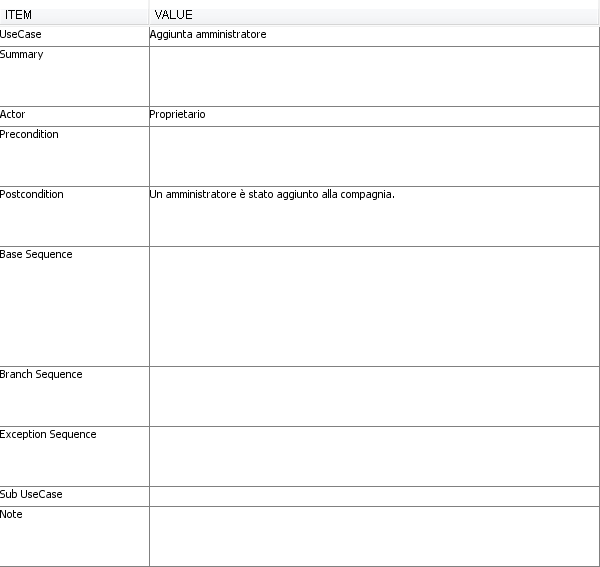 ITEM VALUE
UseCase Aggiunta amministratore
Summary
Actor Proprietario
Precondition
Postcondition Un amministratore è stato aggiunto alla compagnia.
Base Sequence
Branch Sequence
Exception Sequence
Sub UseCase
Note